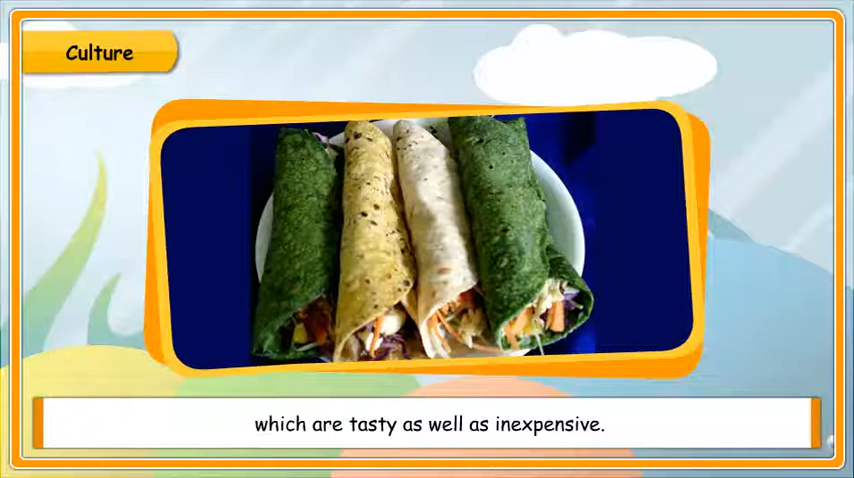 Culture
which are tasty as well as inexpensive.